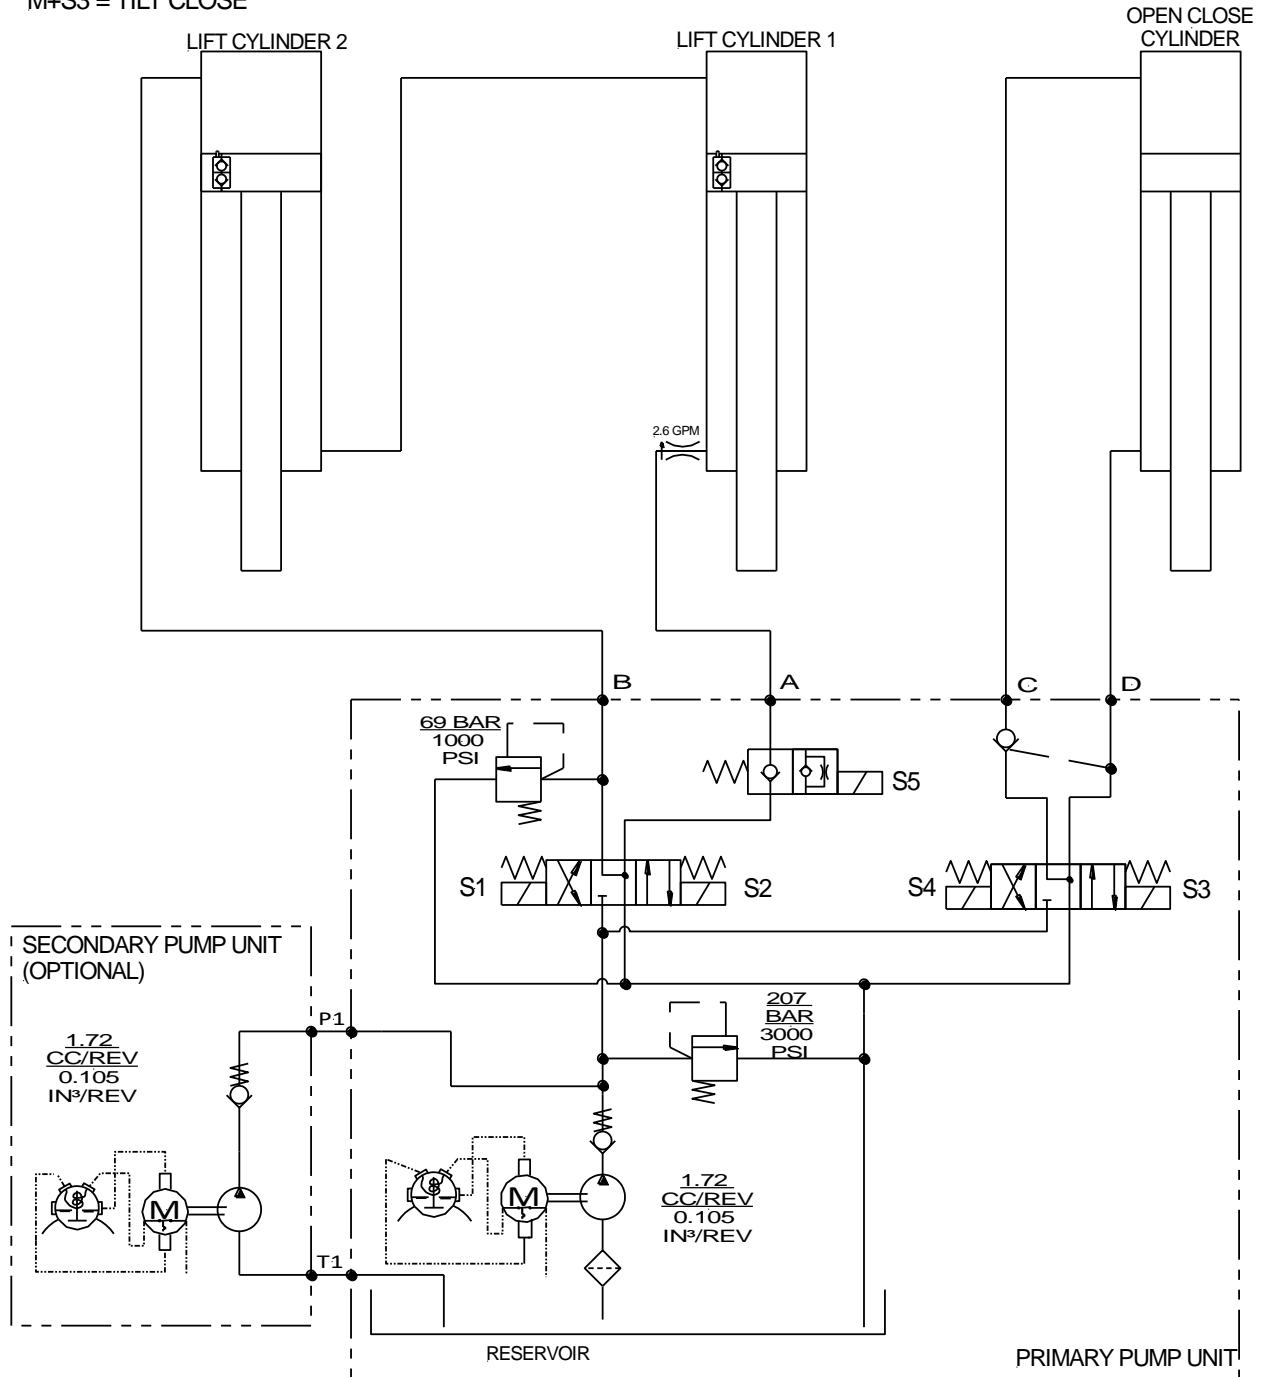 M+S3 = TILT CLOSE
OPEN CLOSE
CYLINDER
LIFT CYLINDER 2
LIFT CYLINDER 1
2.6 GPM
B
A
C
D
69 BAR
1000
PSI
S5
S1
S2
S4
S3
SECONDARY PUMP UNIT
(OPTIONAL)
P1
207
BAR
3000
PSI
1.72
CC/REV
0.105
IN³/REV
M
M
1.72
CC/REV
0.105
IN³/REV
T1
RESERVOIR
PRIMARY PUMP UNIT